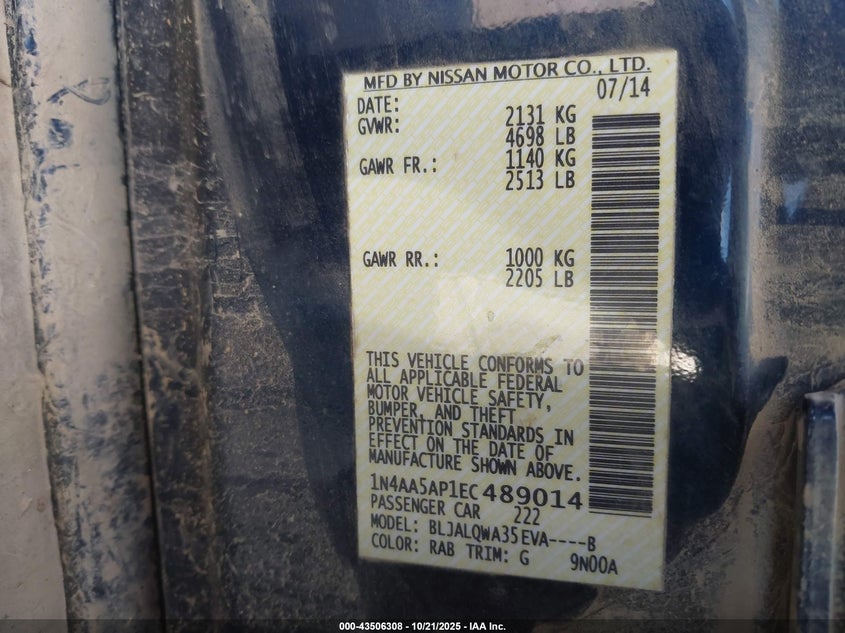 MFD BY NISSAN MOTOR CO., LTD.
DATE: 07/14
GVWR: 2131 KG
4698 LB
GAWR FR.: 1140 KG
2513 LB
GAWR RR.: 1000 KG
2205 LB
THIS VEHICLE CONFORMS TO
ALL APPLICABLE FEDERAL
MOTOR VEHICLE SAFETY,
BUMPER, AND THEFT
PREVENTION STANDARDS IN
EFFECT ON THE DATE OF
MANUFACTURE SHOWN ABOVE.
1N4AA5AP1EC489014
PASSENGER CAR 222
MODEL: BLJALQWA35EVA----B
COLOR: RAB TRIM: G 9N00A
000-43506308 - 10/21/2025 - IAA Inc.